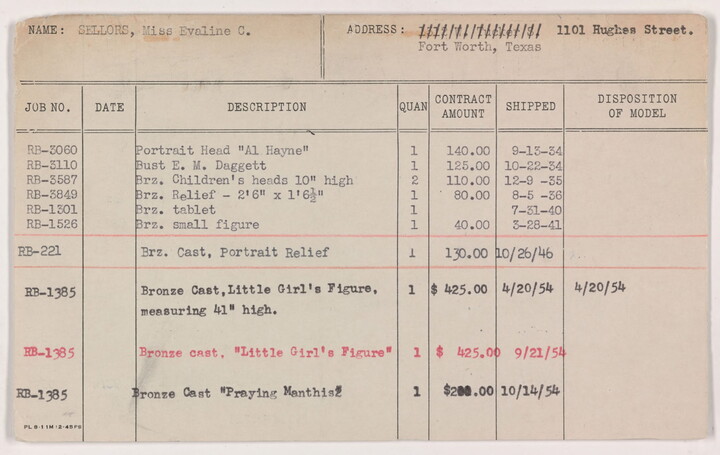 NAME: SELLORS, Miss Evaline C. ADDRESS: 1101 Hughes Street.
Fort Worth, Texas
JOB NO. DATE DESCRIPTION QUAN CONTRACT AMOUNT SHIPPED DISPOSITION OF MODEL
RB-3060 Portrait Head "Al Hayne" 1 140.00 9-13-34
RB-3110 Bust E. M. Daggett 1 125.00 10-22-34
RB-3587 Brz. Children's heads 10" high 2 110.00 12-9 -35
RB-3849 Brz. Relief - 2'6" x 1'6½" 1 80.00 8-5 -36
RB-1301 Brz. tablet 1 7-31-40
RB-1526 Brz. small figure 1 40.00 3-28-41
RB-221 Brz. Cast, Portrait Relief 1 130.00 10/26/46
RB-1385 Bronze Cast,Little Girl's Figure, 1 $ 425.00 4/20/54 4/20/54
measuring 41" high.
RB-1385 Bronze cast, "Little Girl's Figure" 1 $ 425.00 9/21/54
RB-1385 Bronze Cast "Praying Manthis" 1 10/14/54